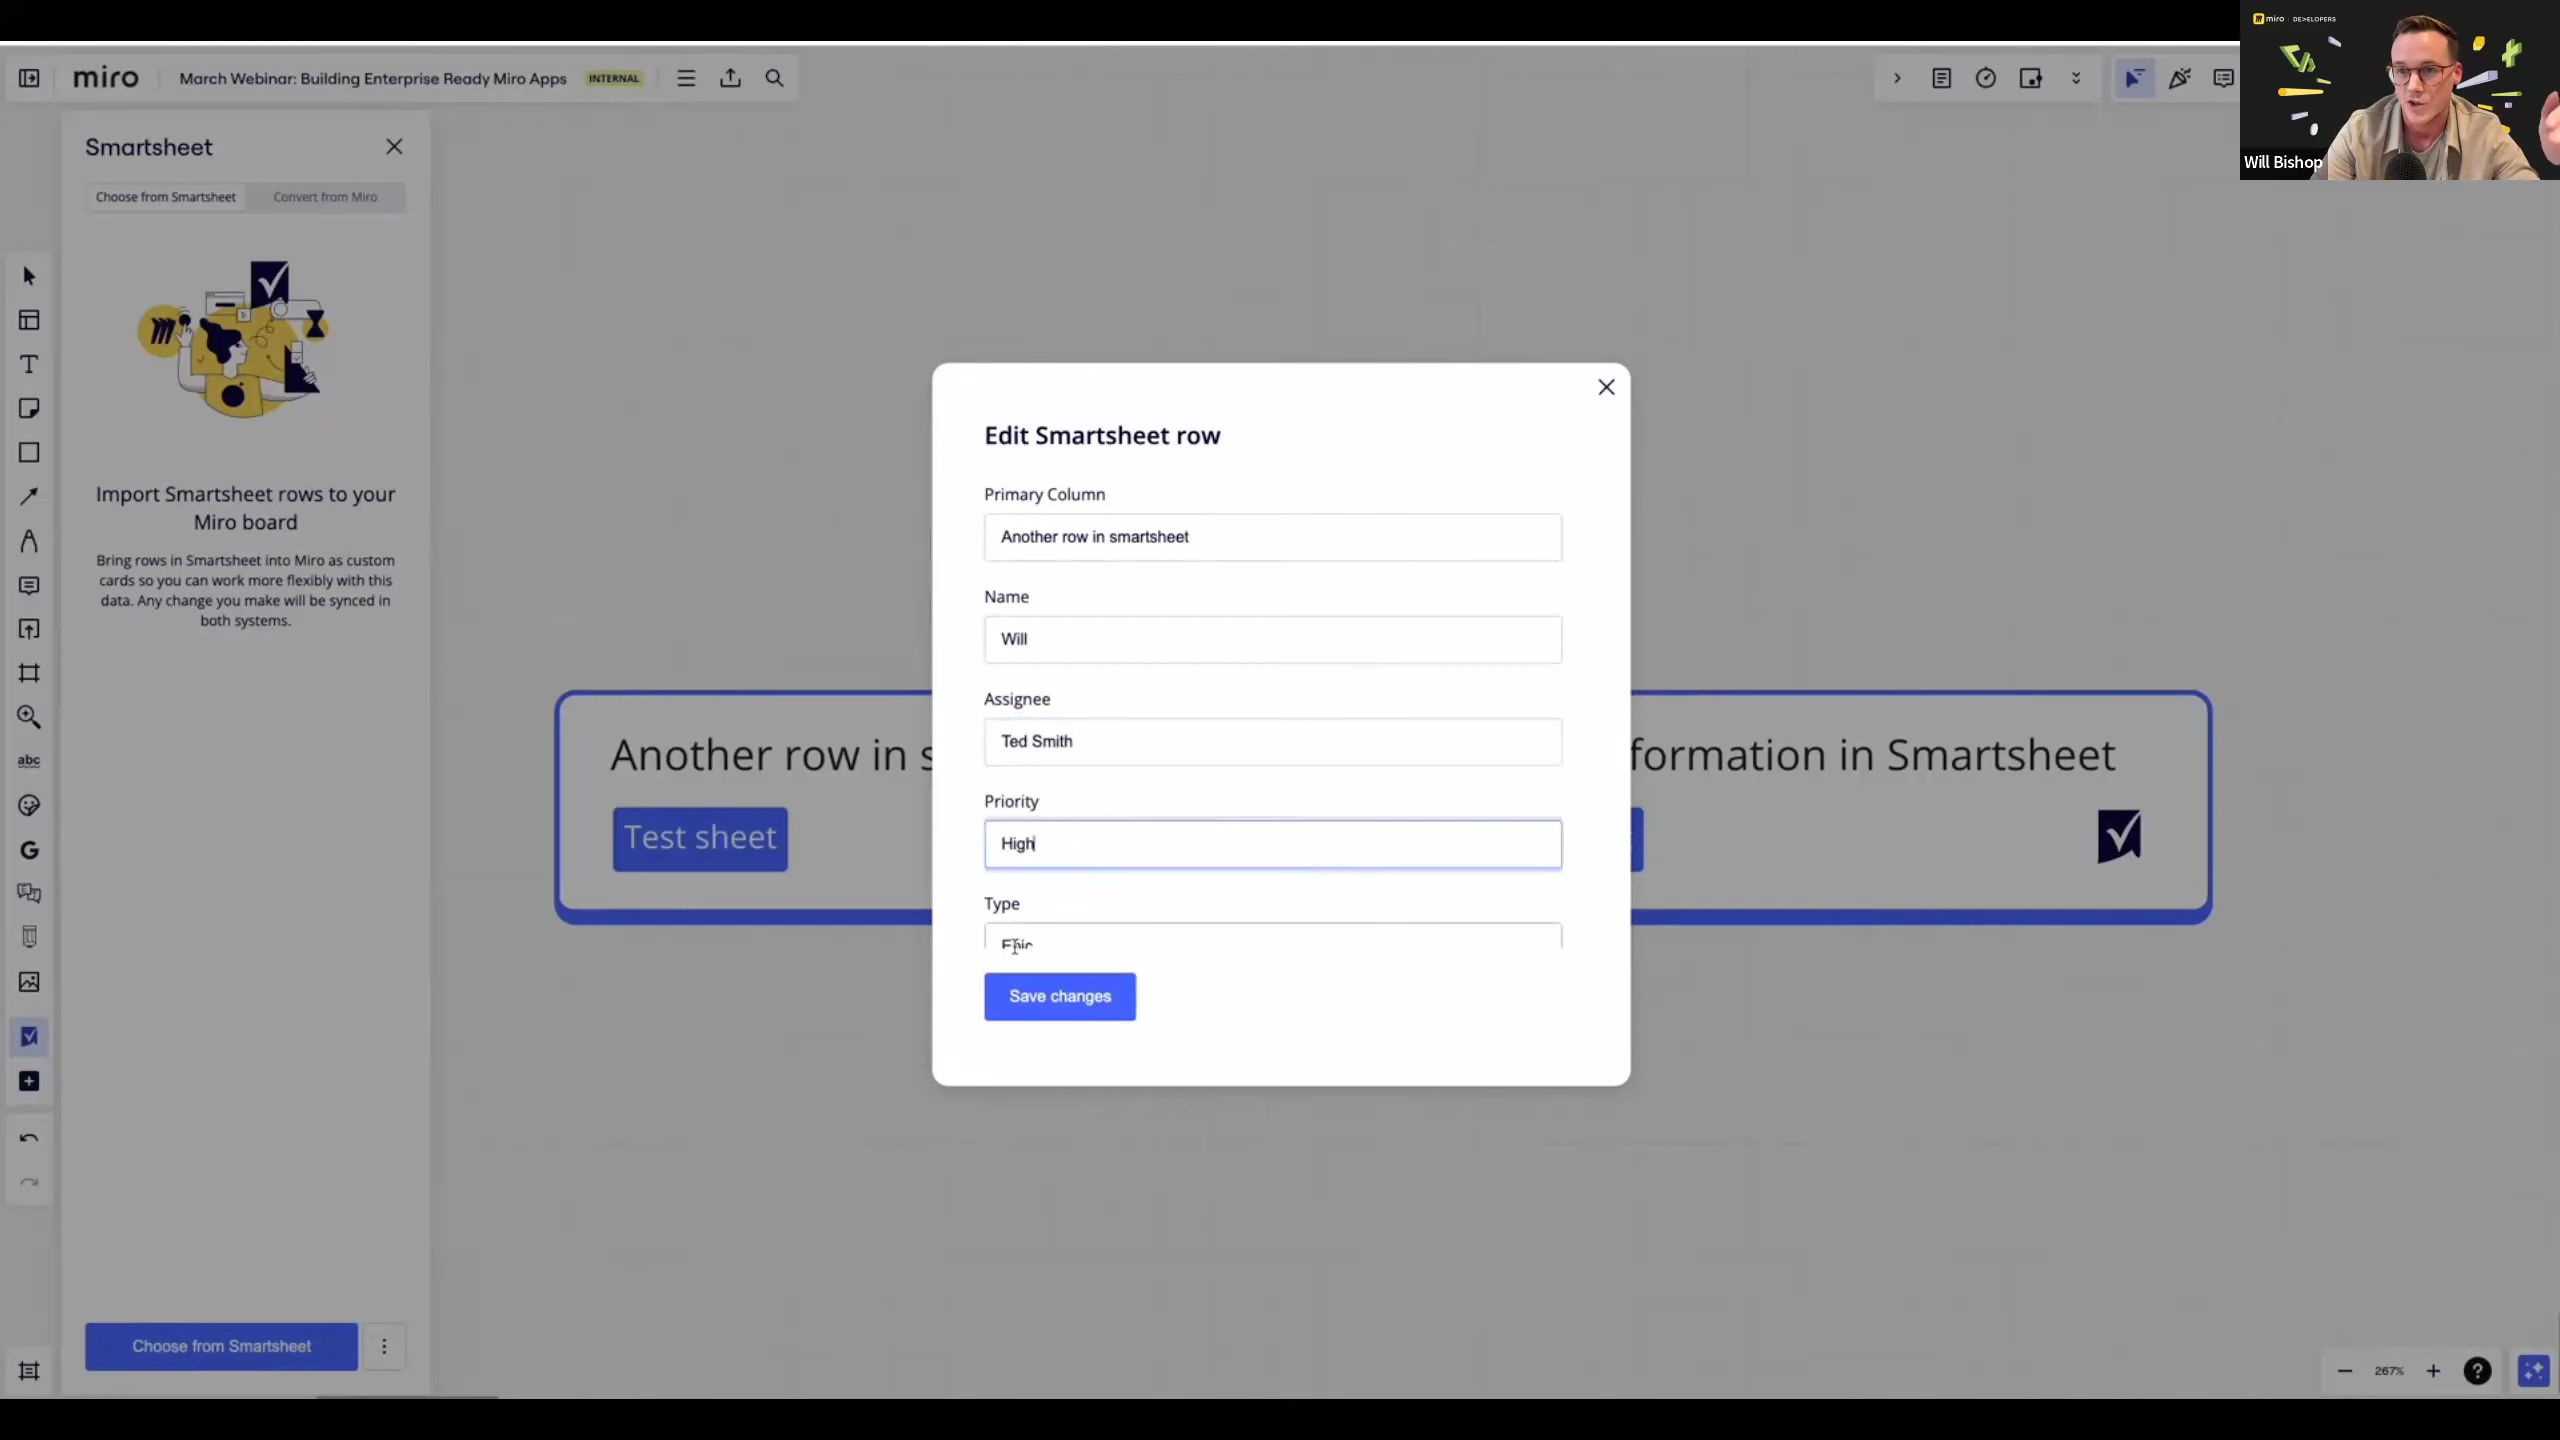 miro
March Webinar: Building Enterprise Ready Miro Apps
INTERNAL
miro | DE>ELOPERS
Will Bishop
Smartsheet
Choose from Smartsheet
Convert from Miro
Import Smartsheet rows to your
Miro board
Bring rows in Smartsheet into Miro as custom
cards so you can work more flexibly with this
data. Any change you make will be synced in
both systems.
abc
G
Choose from Smartsheet
Another row in s
Test sheet
formation in Smartsheet
Edit Smartsheet row
Primary Column
Another row in smartsheet
Name
Will
Assignee
Ted Smith
Priority
High
Type
Epic
Save changes
267%